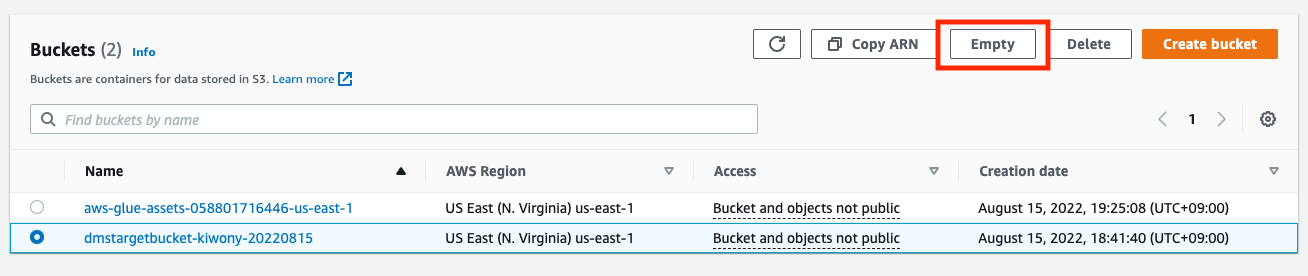 Buckets (2) Info
Copy ARN Empty Delete Create bucket
Buckets are containers for data stored in S3. Learn more
Find buckets by name
1
Name AWS Region Access Creation date
aws-glue-assets-058801716446-us-east-1 US East (N. Virginia) us-east-1 Bucket and objects not public August 15, 2022, 19:25:08 (UTC+09:00)
dmstargetbucket-kiwony-20220815 US East (N. Virginia) us-east-1 Bucket and objects not public August 15, 2022, 18:41:40 (UTC+09:00)